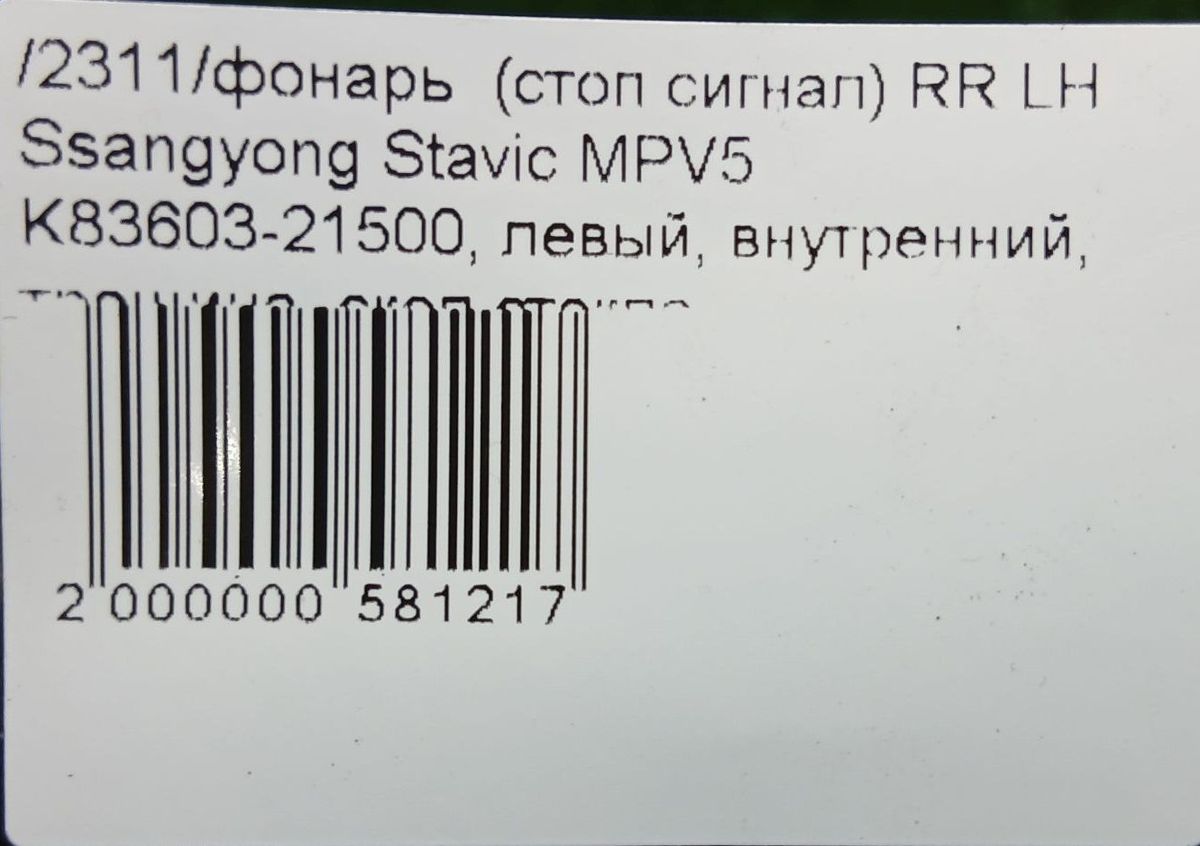 /2311/фонарь (стоп сигнал) RR LH
Ssangyong Stavic MPV5
K83603-21500, левый, внутренний,
2 000000 581217